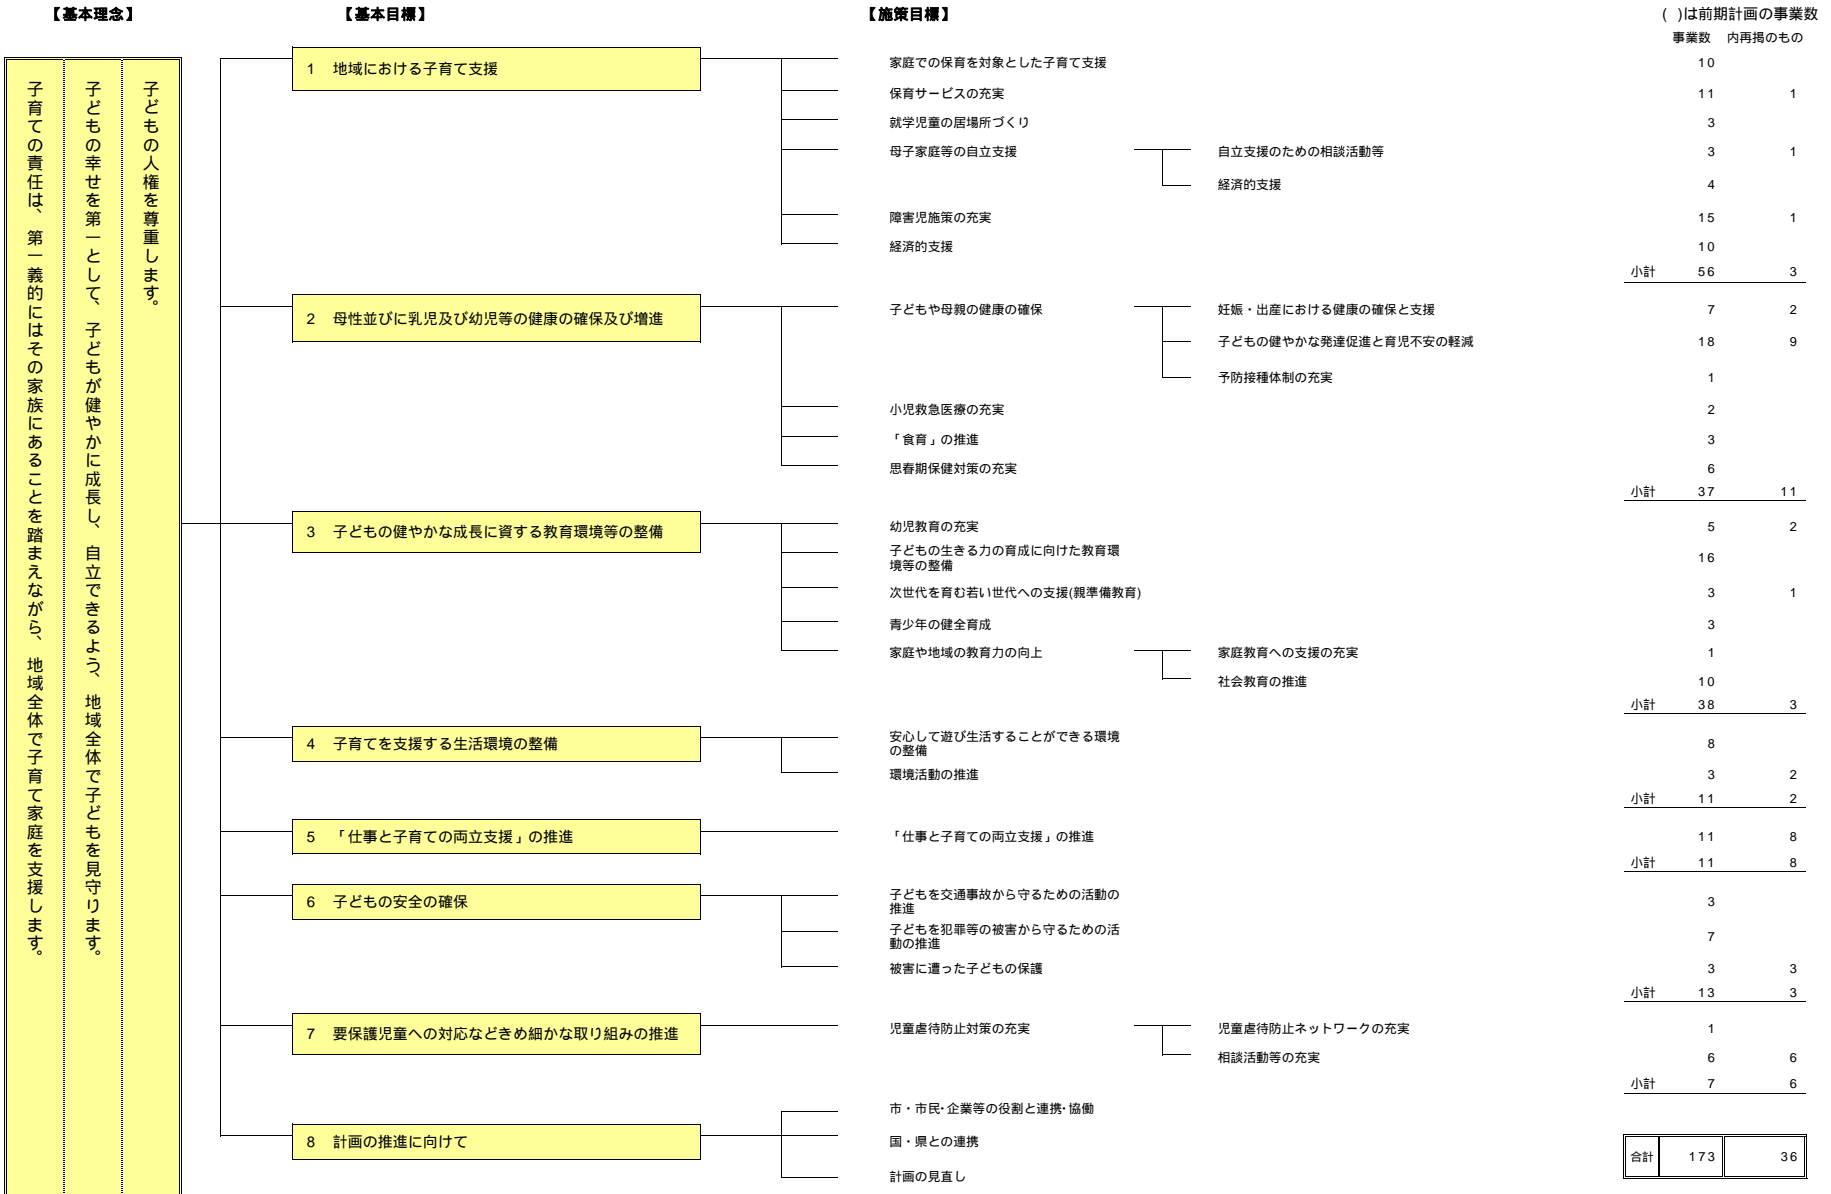 【基本理念】
【基本目標】
【施策目標】
( )は前期計画の事業数
事業数 内再掲のもの
子どもの人権を尊重します。
子どもの幸せを第一として、子どもが健やかに成長し、自立できるよう、地域全体で子どもを見守ります。
子育ての責任は、第一義的にはその家族にあることを踏まえながら、地域全体で子育て家庭を支援します。
1 地域における子育て支援
家庭での保育を対象とした子育て支援 10
保育サービスの充実 11 1
就学児童の居場所づくり 3
母子家庭等の自立支援 自立支援のための相談活動等 3 1
経済的支援 4
障害児施策の充実 15 1
経済的支援 10
小計 56 3
2 母性並びに乳児及び幼児等の健康の確保及び増進
子どもや母親の健康の確保 妊娠・出産における健康の確保と支援 7 2
子どもの健やかな発達促進と育児不安の軽減 18 9
予防接種体制の充実 1
小児救急医療の充実 2
「食育」の推進 3
思春期保健対策の充実 6
小計 37 11
3 子どもの健やかな成長に資する教育環境等の整備
幼児教育の充実 5 2
子どもの生きる力の育成に向けた教育環
境等の整備 16
次世代を育む若い世代への支援(親準備教育) 3 1
青少年の健全育成 3
家庭や地域の教育力の向上 家庭教育への支援の充実 1
社会教育の推進 10
小計 38 3
4 子育てを支援する生活環境の整備
安心して遊び生活することができる環境
の整備 8
環境活動の推進 3 2
小計 11 2
5 「仕事と子育ての両立支援」の推進
「仕事と子育ての両立支援」の推進 11 8
小計 11 8
6 子どもの安全の確保
子どもを交通事故から守るための活動の
推進 3
子どもを犯罪等の被害から守るための活
動の推進 7
被害に遭った子どもの保護 3 3
小計 13 3
7 要保護児童への対応などきめ細かな取り組みの推進
児童虐待防止対策の充実 児童虐待防止ネットワークの充実 1
相談活動等の充実 6 6
小計 7 6
8 計画の推進に向けて
市・市民・企業等の役割と連携・協働
国・県との連携
計画の見直し
合計 173 36